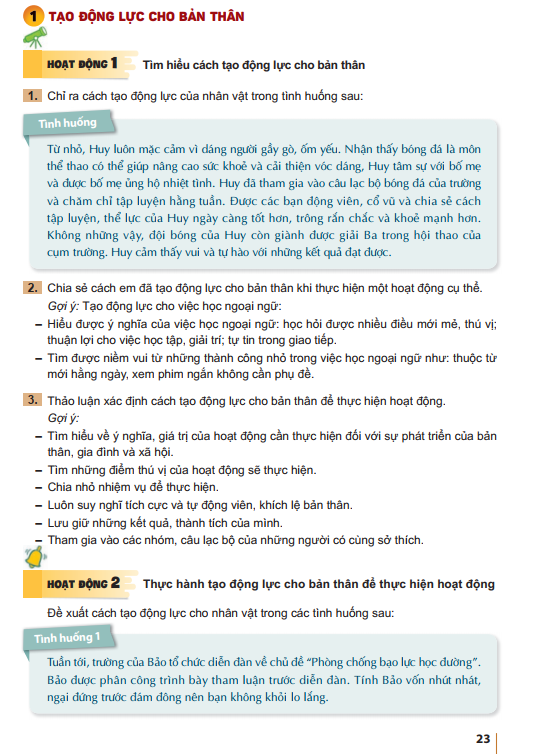 1 TẠO ĐỘNG LỰC CHO BẢN THÂN
HOẠT ĐỘNG 1 Tìm hiểu cách tạo động lực cho bản thân
1. Chỉ ra cách tạo động lực của nhân vật trong tình huống sau:
Tình huống
Từ nhỏ, Huy luôn mặc cảm vì dáng người gầy gò, ốm yếu. Nhận thấy bóng đá là môn
thể thao có thể giúp nâng cao sức khoẻ và cải thiện vóc dáng, Huy tâm sự với bố mẹ
và được bố mẹ ủng hộ nhiệt tình. Huy đã tham gia vào câu lạc bộ bóng đá của trường
và chăm chỉ tập luyện hằng tuần. Được các bạn động viên, cổ vũ và chia sẻ cách
tập luyện, thể lực của Huy ngày càng tốt hơn, trông rắn chắc và khoẻ mạnh hơn.
Không những vậy, đội bóng của Huy còn giành được giải Ba trong hội thao của
cụm trường. Huy cảm thấy vui và tự hào với những kết quả đạt được.
2. Chia sẻ cách em đã tạo động lực cho bản thân khi thực hiện một hoạt động cụ thể.
Gợi ý: Tạo động lực cho việc học ngoại ngữ:
– Hiểu được ý nghĩa của việc học ngoại ngữ: học hỏi được nhiều điều mới mẻ, thú vị;
thuận lợi cho việc học tập, giải trí; tự tin trong giao tiếp.
– Tìm được niềm vui từ những thành công nhỏ trong việc học ngoại ngữ như: thuộc từ
mới hằng ngày, xem phim ngắn không cần phụ đề.
3. Thảo luận xác định cách tạo động lực cho bản thân để thực hiện hoạt động.
Gợi ý:
– Tìm hiểu về ý nghĩa, giá trị của hoạt động cần thực hiện đối với sự phát triển của bản
thân, gia đình và xã hội.
– Tìm những điểm thú vị của hoạt động sẽ thực hiện.
– Chia nhỏ nhiệm vụ để thực hiện.
– Luôn suy nghĩ tích cực và tự động viên, khích lệ bản thân.
– Lưu giữ những kết quả, thành tích của mình.
– Tham gia vào các nhóm, câu lạc bộ của những người có cùng sở thích.
HOẠT ĐỘNG 2 Thực hành tạo động lực cho bản thân để thực hiện hoạt động
Đề xuất cách tạo động lực cho nhân vật trong các tình huống sau:
Tình huống 1
Tuần tới, trường của Bảo tổ chức diễn đàn về chủ đề “Phòng chống bạo lực học đường”.
Bảo được phân công trình bày tham luận trước diễn đàn. Tính Bảo vốn nhút nhát,
ngại đứng trước đám đông nên bạn không khỏi lo lắng.
23